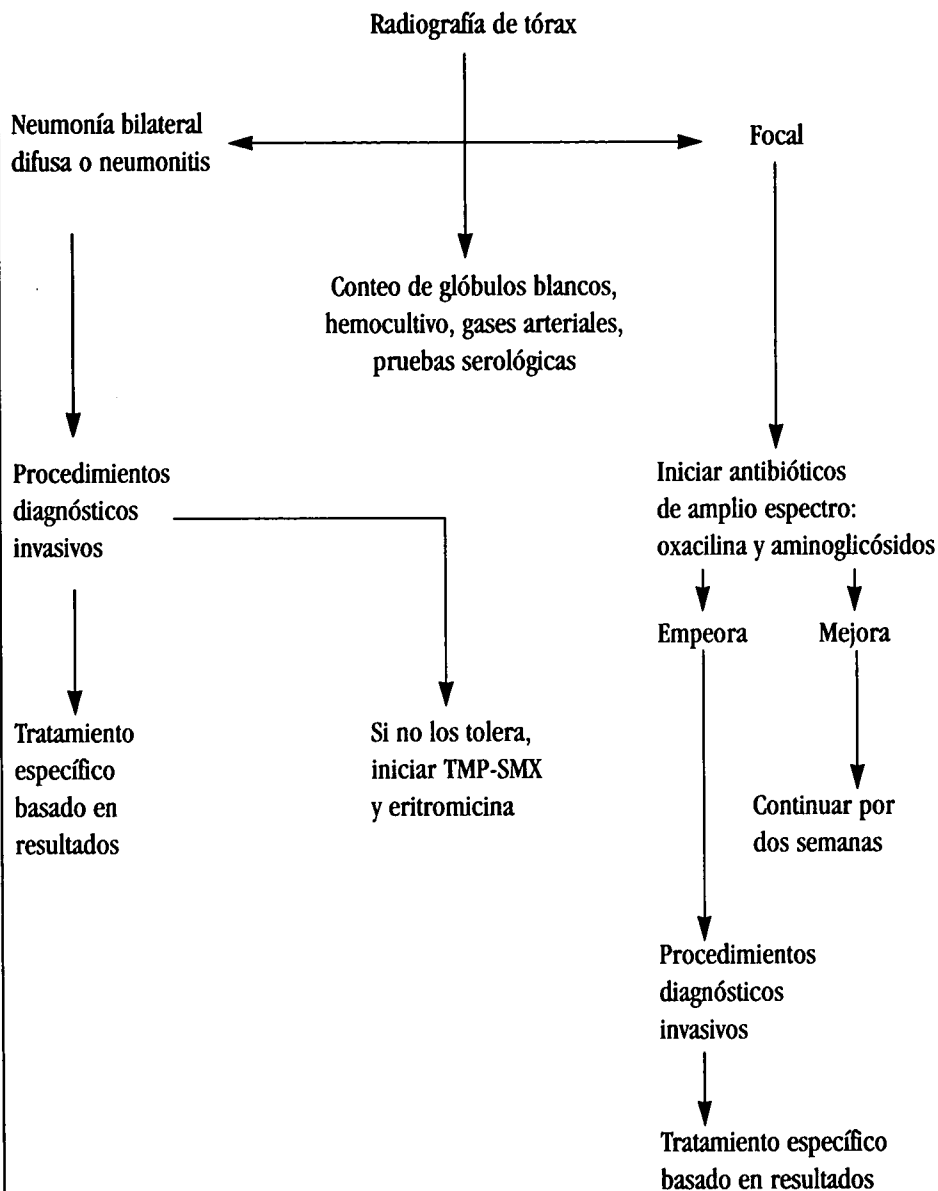 Radiografía de tórax
Neumonía bilateral
difusa o neumonitis
Focal
Conteo de glóbulos blancos,
hemocultivo, gases arteriales,
pruebas serológicas
Procedimientos
diagnósticos
invasivos
Iniciar antibióticos
de amplio espectro:
oxacilina y aminoglicósidos
Empeora
Mejora
Tratamiento
específico
basado en
resultados
Si no los tolera,
iniciar TMP-SMX
y eritromicina
Continuar por
dos semanas
Procedimientos
diagnósticos
invasivos
Tratamiento específico
basado en resultados